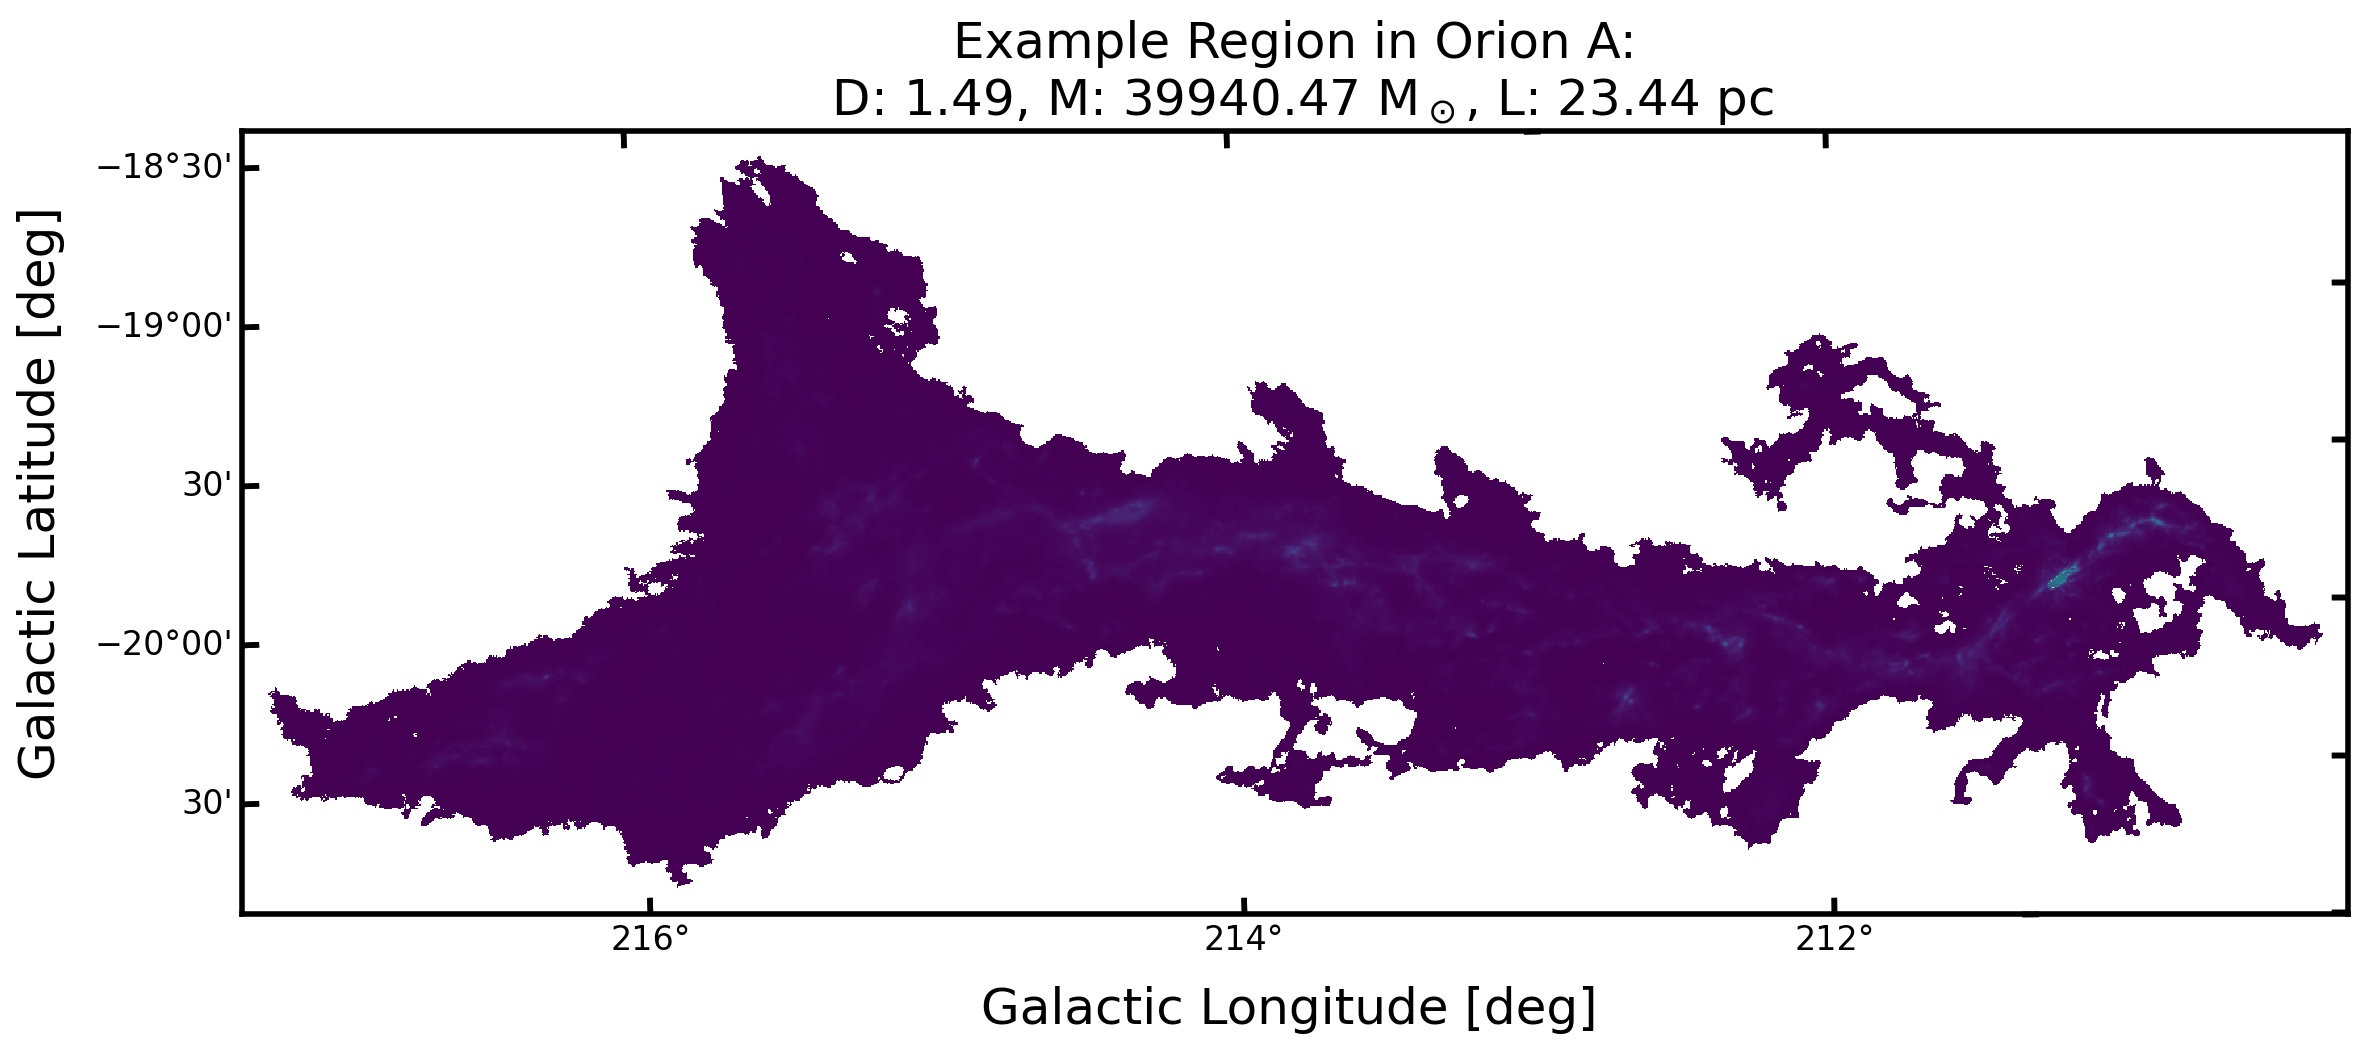 Example Region in Orion A:
D: 1.49, M: 39940.47 M⊙, L: 23.44 pc
Galactic Latitude [deg]
−18°30'
−19°00'
30'
−20°00'
30'
216°
214°
212°
Galactic Longitude [deg]